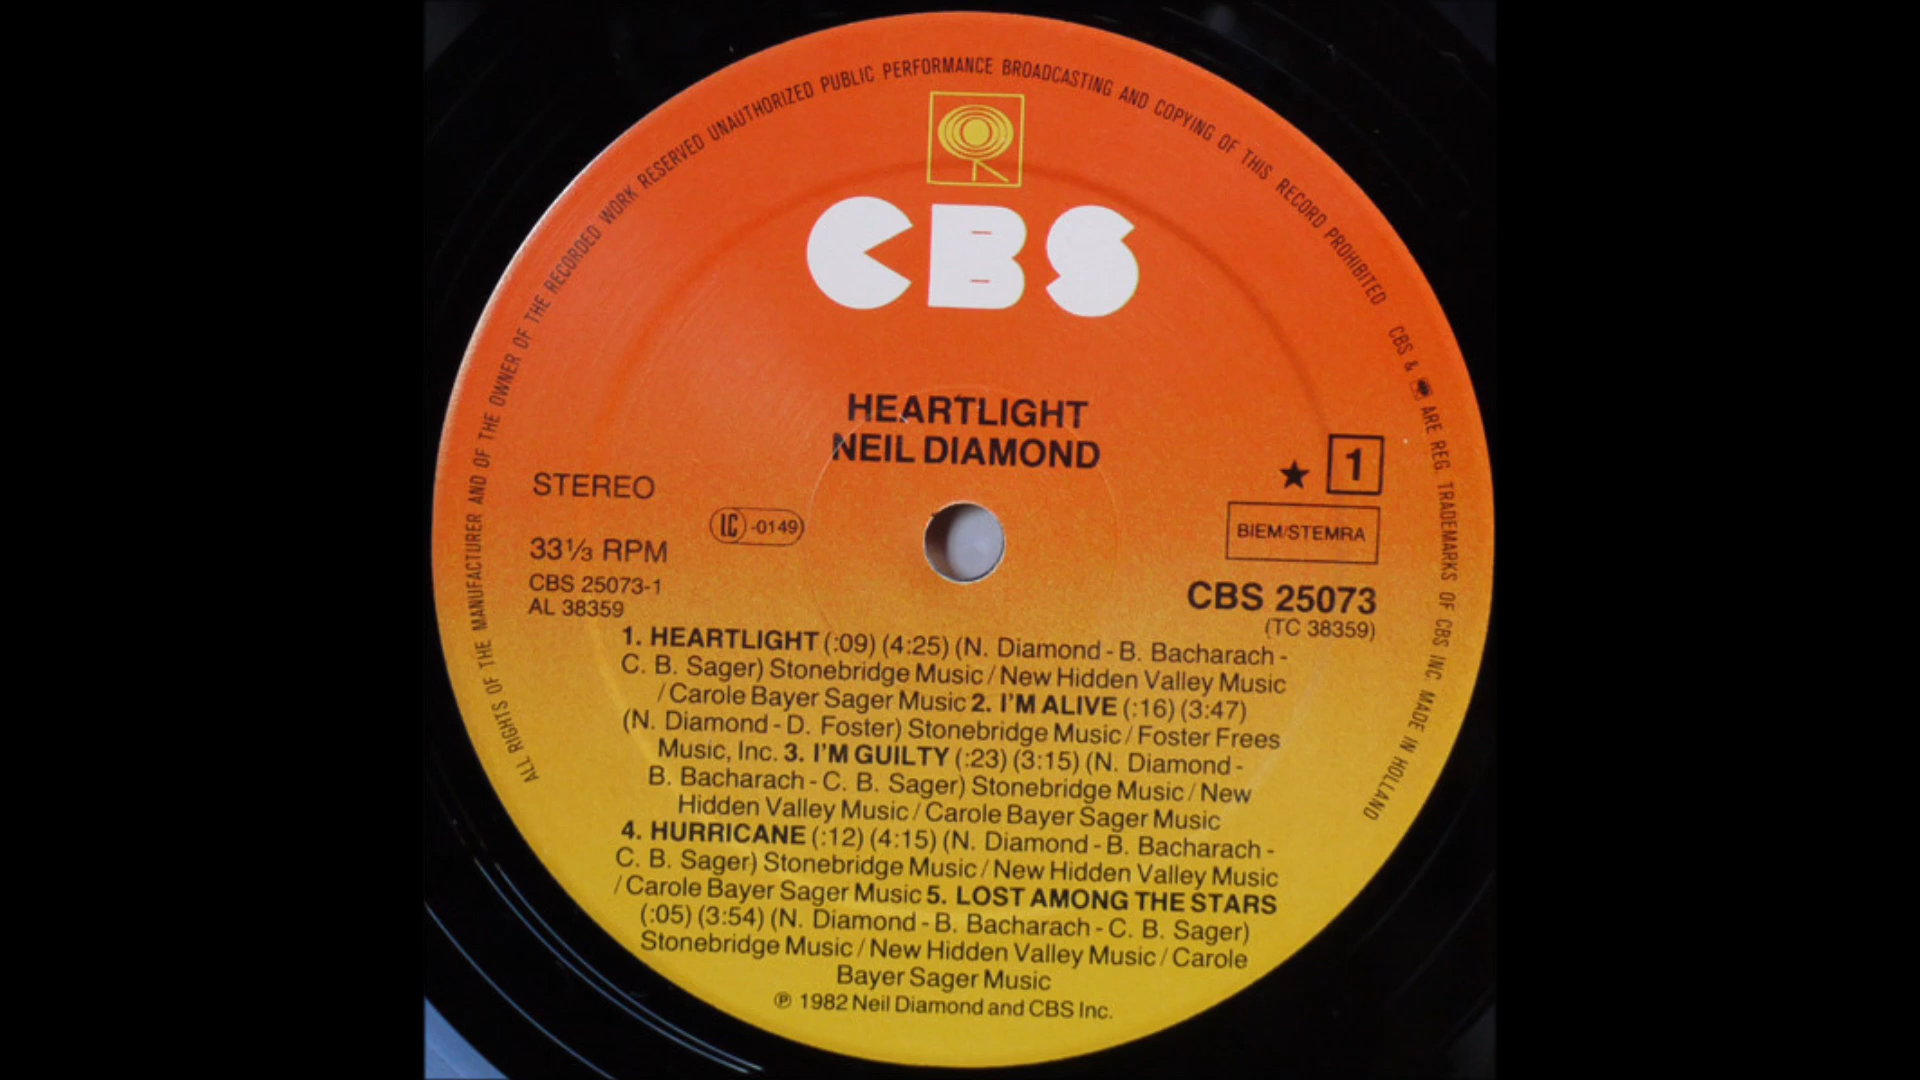 ALL RIGHTS OF THE MANUFACTURER AND OF THE OWNER OF THE RECORDED WORK RESERVED UNAUTHORIZED PUBLIC PERFORMANCE BROADCASTING AND COPYING OF THIS RECORD PROHIBITED CBS & ARE REG. TRADEMARKS OF CBS INC. MADE IN HOLLAND
CBS
HEARTLIGHT
NEIL DIAMOND
STEREO
LC -0149
33⅓ RPM
CBS 25073-1
AL 38359
★ 1
BIEM/STEMRA
CBS 25073
(TC 38359)
1. HEARTLIGHT (:09) (4:25) (N. Diamond - B. Bacharach -
C. B. Sager) Stonebridge Music / New Hidden Valley Music
/ Carole Bayer Sager Music 2. I'M ALIVE (:16) (3:47)
(N. Diamond - D. Foster) Stonebridge Music / Foster Frees
Music, Inc. 3. I'M GUILTY (:23) (3:15) (N. Diamond -
B. Bacharach - C. B. Sager) Stonebridge Music / New
Hidden Valley Music / Carole Bayer Sager Music
4. HURRICANE (:12) (4:15) (N. Diamond - B. Bacharach -
C. B. Sager) Stonebridge Music / New Hidden Valley Music
/ Carole Bayer Sager Music 5. LOST AMONG THE STARS
(:05) (3:54) (N. Diamond - B. Bacharach - C. B. Sager)
Stonebridge Music / New Hidden Valley Music / Carole
Bayer Sager Music
℗ 1982 Neil Diamond and CBS Inc.